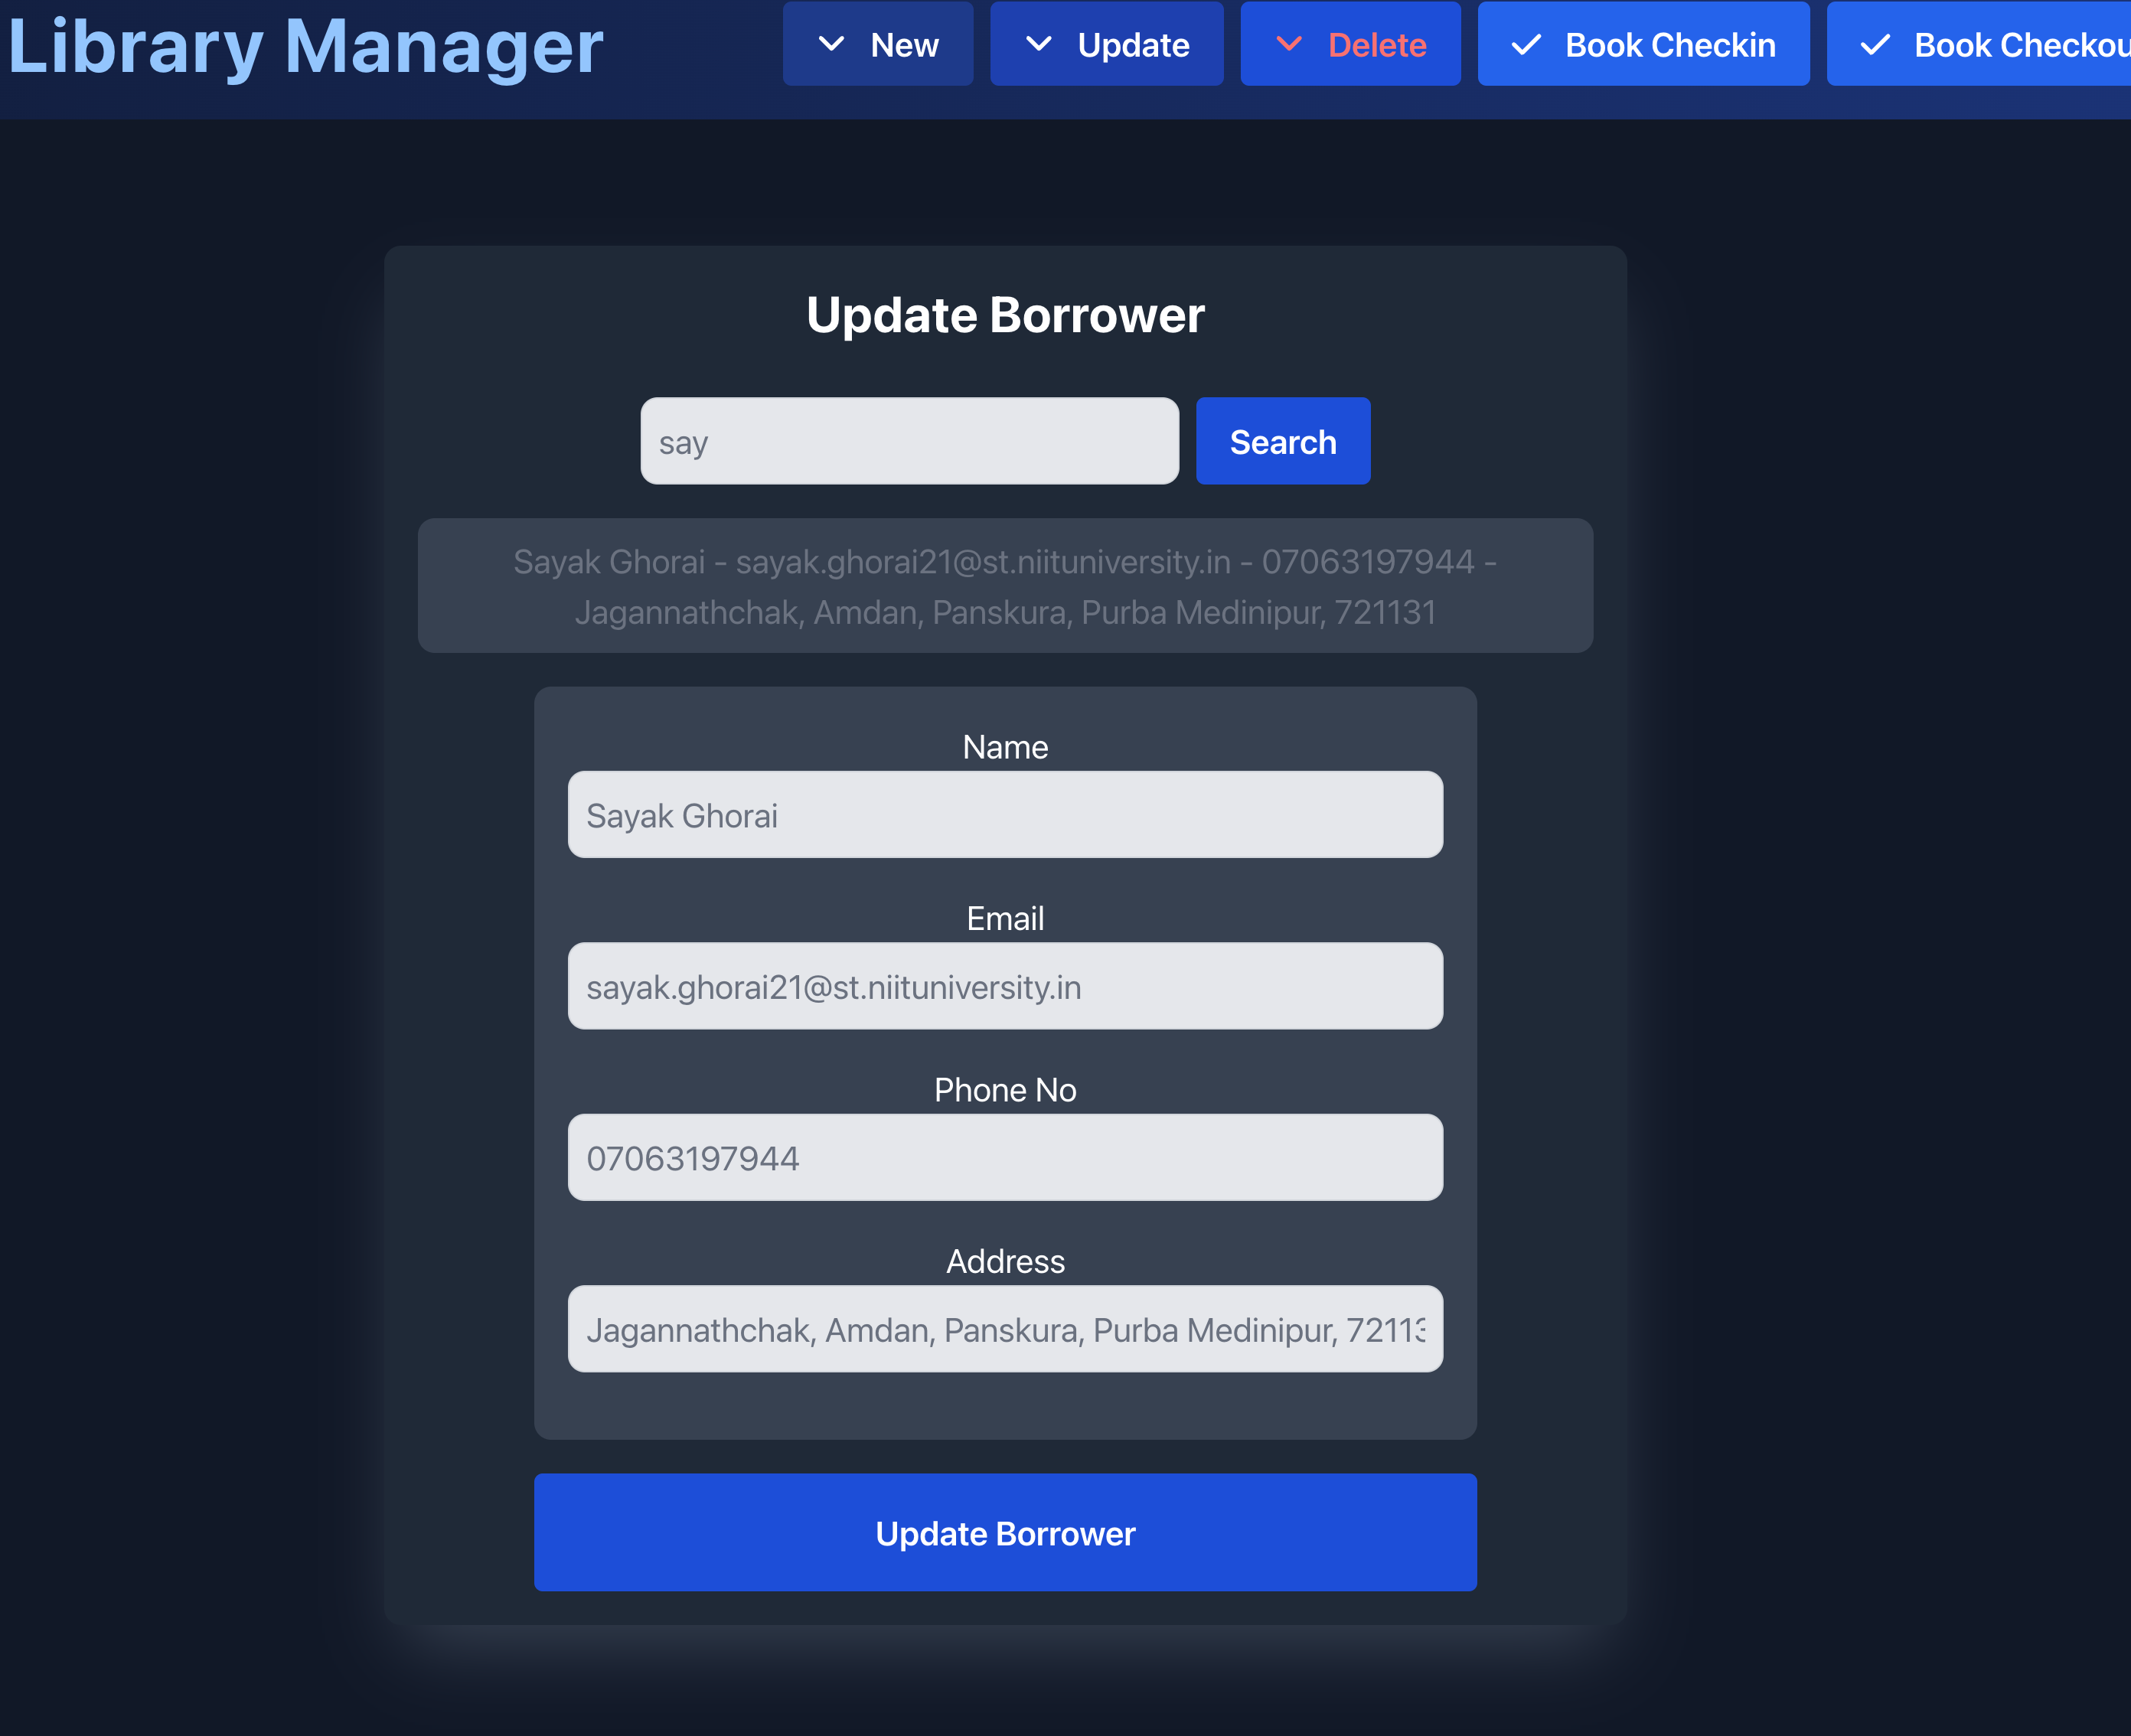 Library Manager
New
Update
Delete
Book Checkin
Book Checkou
Update Borrower
say
Search
Sayak Ghorai - sayak.ghorai21@st.niituniversity.in - 07063197944 -
Jagannathchak, Amdan, Panskura, Purba Medinipur, 721131
Name
Sayak Ghorai
Email
sayak.ghorai21@st.niituniversity.in
Phone No
07063197944
Address
Jagannathchak, Amdan, Panskura, Purba Medinipur, 72113
Update Borrower